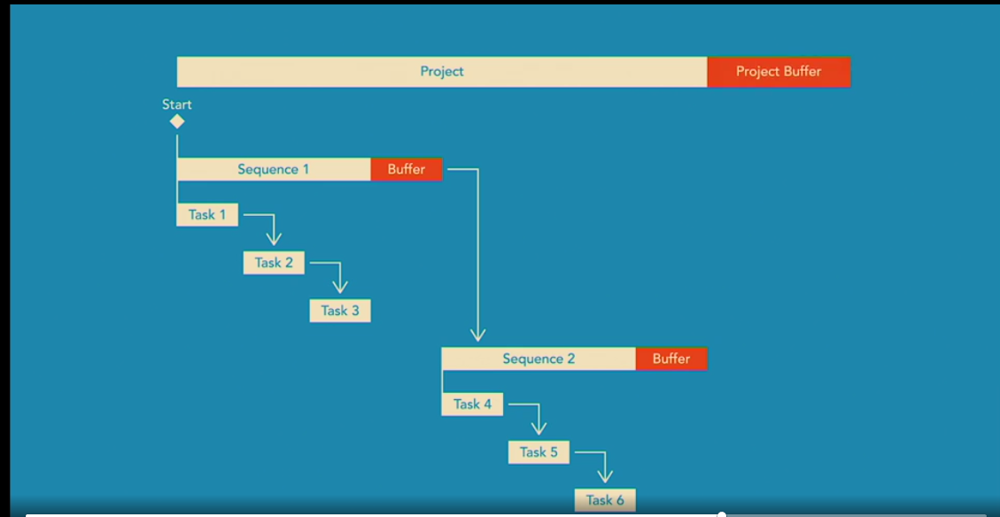 Project
Project Buffer
Start
Sequence 1
Buffer
Task 1
Task 2
Task 3
Sequence 2
Buffer
Task 4
Task 5
Task 6